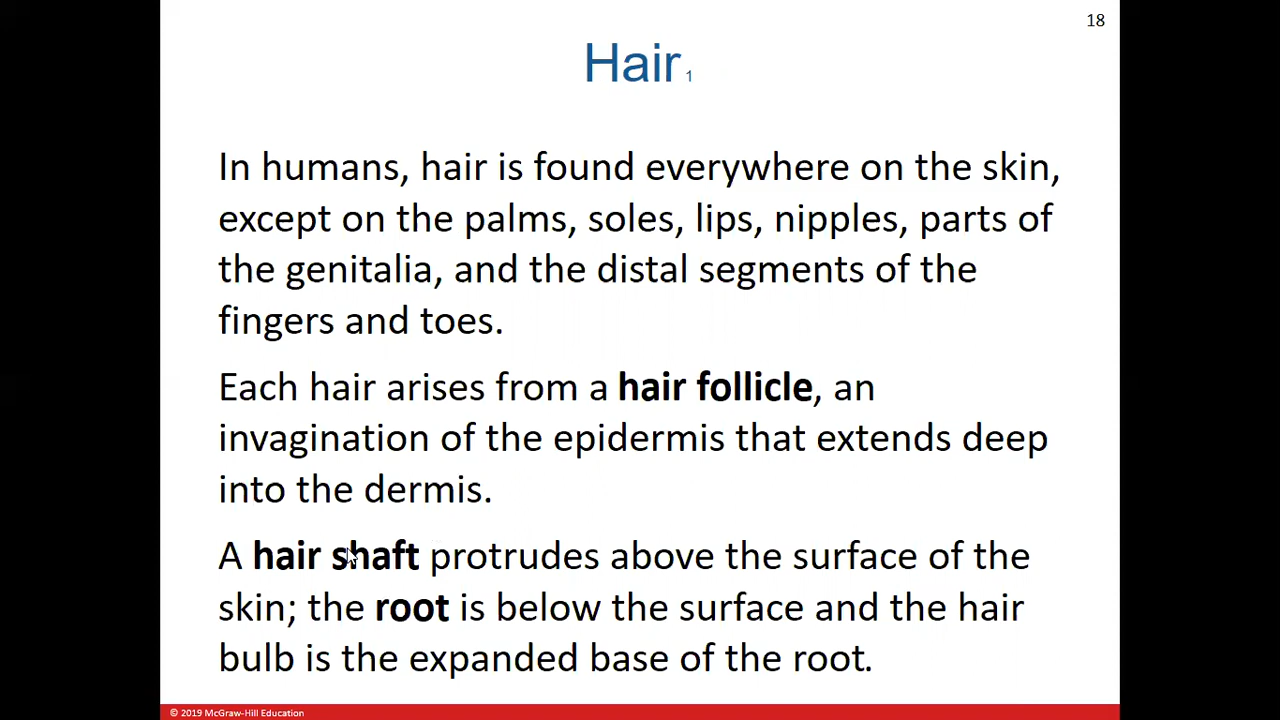 18
Hair 1
In humans, hair is found everywhere on the skin,
except on the palms, soles, lips, nipples, parts of
the genitalia, and the distal segments of the
fingers and toes.
Each hair arises from a hair follicle, an
invagination of the epidermis that extends deep
into the dermis.
A hair shaft protrudes above the surface of the
skin; the root is below the surface and the hair
bulb is the expanded base of the root.
© 2019 McGraw-Hill Education